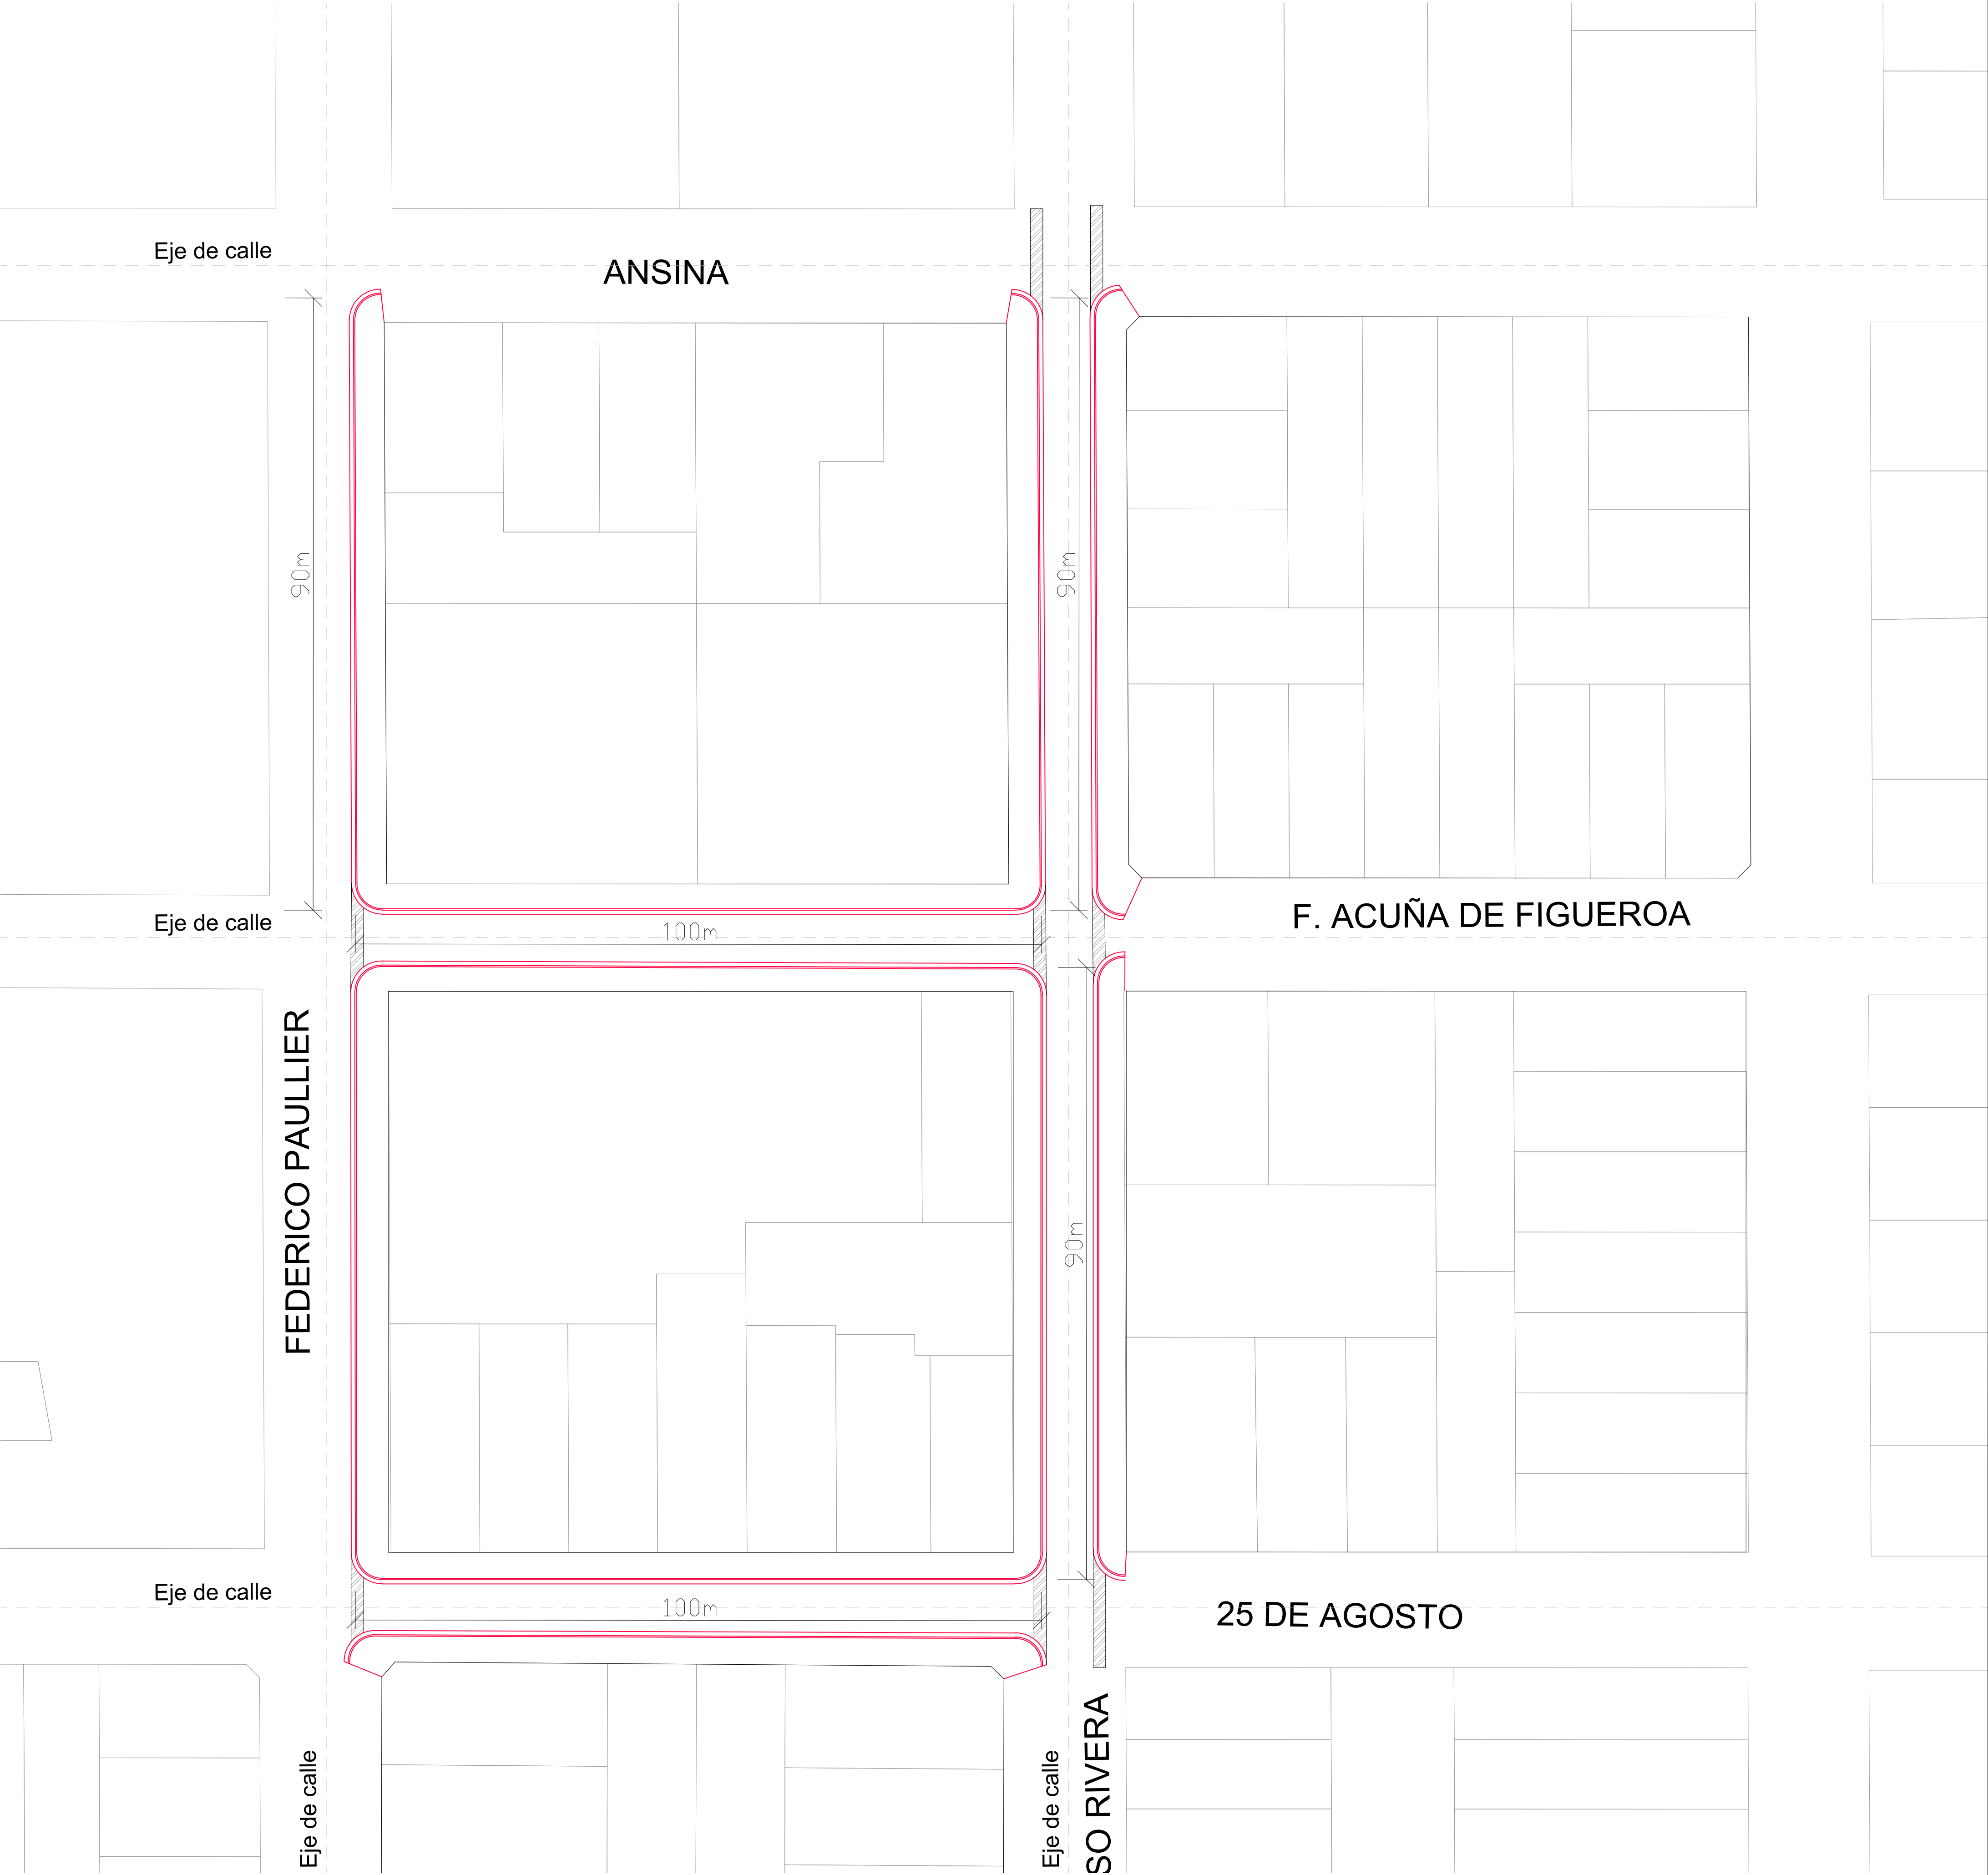 Eje de calle
ANSINA
90m
90m
Eje de calle
100m
F. ACUÑA DE FIGUEROA
FEDERICO PAULLIER
90m
Eje de calle
100m
25 DE AGOSTO
Eje de calle
Eje de calle
SO RIVERA